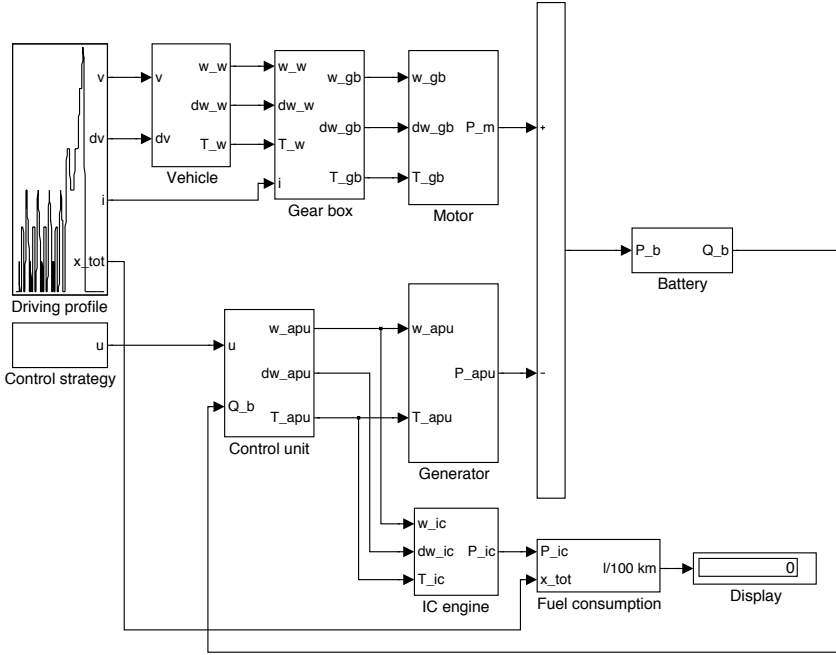 v
dv
i
x_tot
Driving profile
v
dv
w_w
dw_w
T_w
Vehicle
w_w
dw_w
T_w
i
w_gb
dw_gb
T_gb
Gear box
w_gb
dw_gb
T_gb
P_m
Motor
+
-
P_b
Q_b
Battery
u
Control strategy
u
Q_b
w_apu
dw_apu
T_apu
Control unit
w_apu
T_apu
P_apu
Generator
w_ic
dw_ic
T_ic
P_ic
IC engine
P_ic
x_tot
l/100 km
Fuel consumption
0
Display